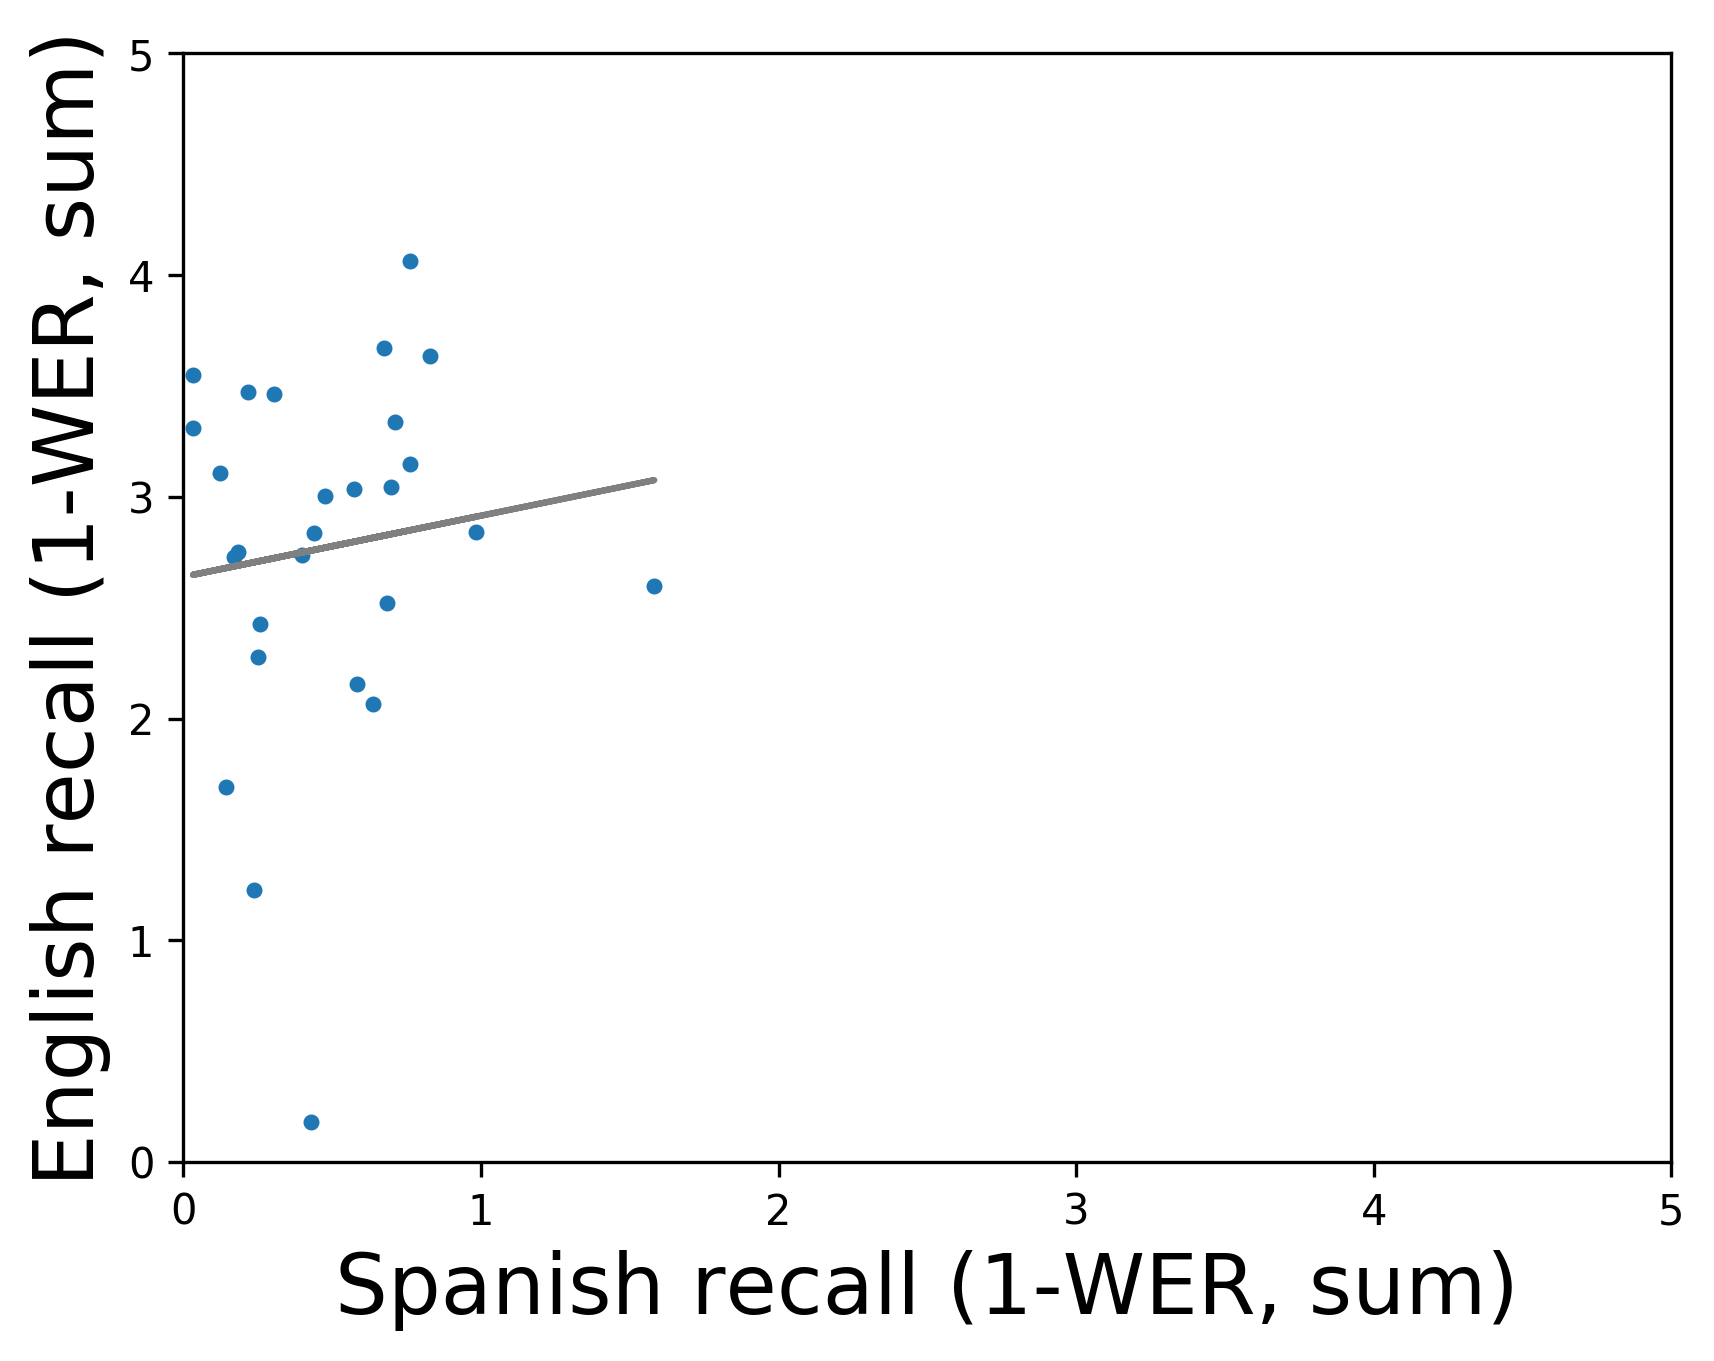 English recall (1-WER, sum)
5
4
3
2
1
0
0 1 2 3 4 5
Spanish recall (1-WER, sum)